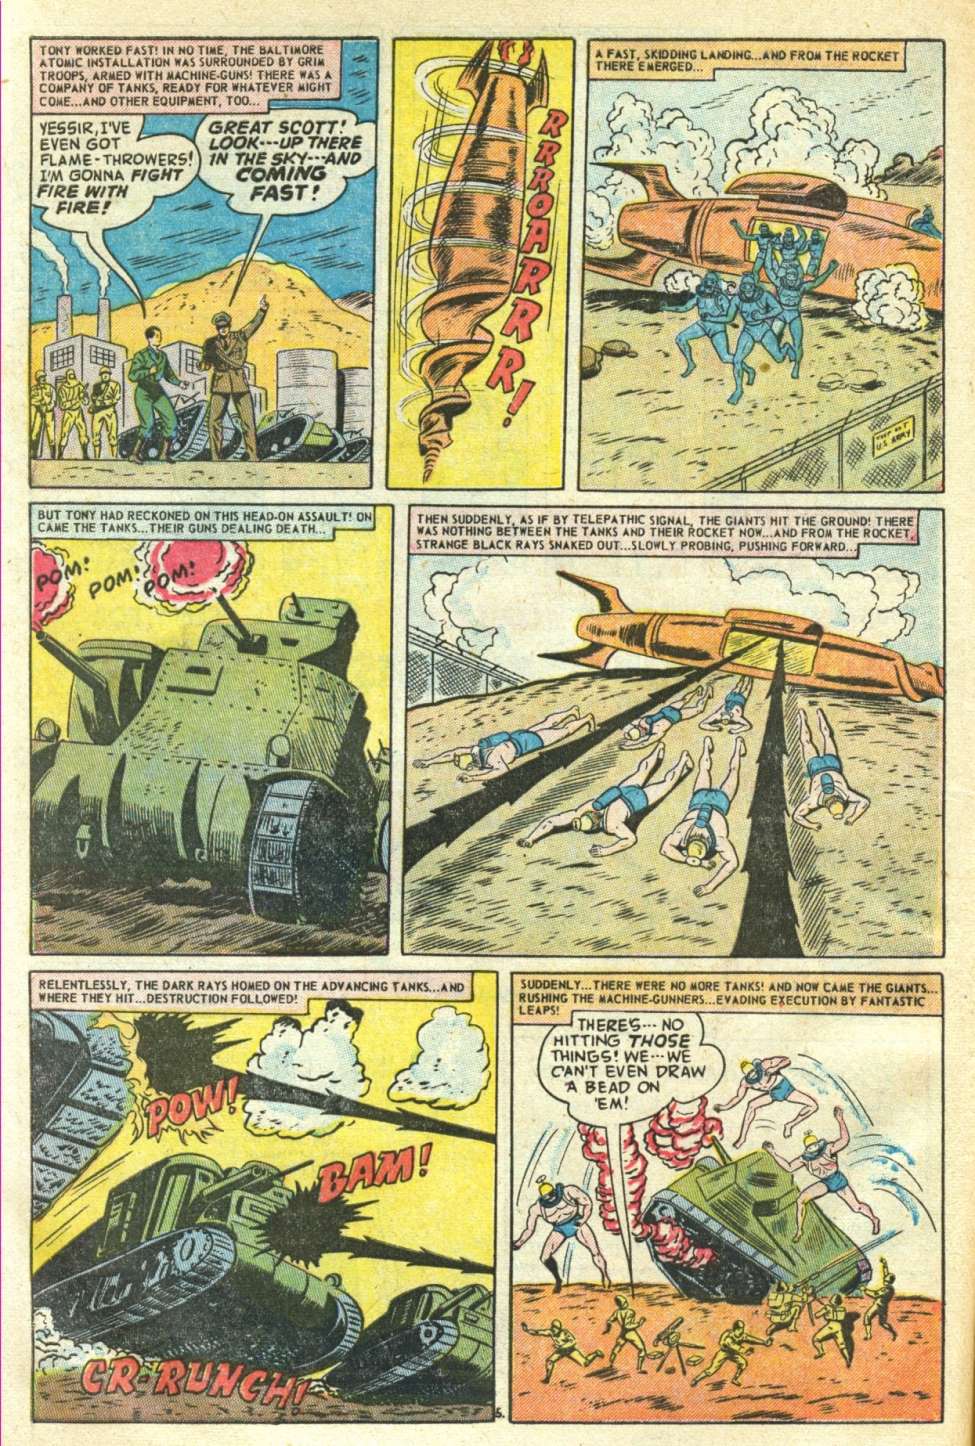 TONY WORKED FAST! IN NO TIME, THE BALTIMORE
ATOMIC INSTALLATION WAS SURROUNDED BY GRIM
TROOPS, ARMED WITH MACHINE-GUNS! THERE WAS A
COMPANY OF TANKS, READY FOR WHATEVER MIGHT
COME...AND OTHER EQUIPMENT, TOO...
YESSIR, I'VE
EVEN GOT
FLAME-THROWERS!
I'M GONNA FIGHT
FIRE WITH
FIRE!
GREAT SCOTT!
LOOK---UP THERE
IN THE SKY---AND
COMING
FAST!
RRROARRRR!
A FAST, SKIDDING LANDING...AND FROM THE ROCKET
THERE EMERGED...
KEEP OUT
U.S. ARMY
BUT TONY HAD RECKONED ON THIS HEAD-ON ASSAULT! ON
CAME THE TANKS...THEIR GUNS DEALING DEATH...
POM!
POM!
POM!
THEN SUDDENLY, AS IF BY TELEPATHIC SIGNAL, THE GIANTS HIT THE GROUND! THERE
WAS NOTHING BETWEEN THE TANKS AND THEIR ROCKET NOW...AND FROM THE ROCKET,
STRANGE BLACK RAYS SNAKED OUT...SLOWLY PROBING, PUSHING FORWARD...
RELENTLESSLY, THE DARK RAYS HOMED ON THE ADVANCING TANKS...AND
WHERE THEY HIT...DESTRUCTION FOLLOWED!
POW!
BAM!
CR-RUNCH!
5.
SUDDENLY...THERE WERE NO MORE TANKS! AND NOW CAME THE GIANTS...
RUSHING THE MACHINE-GUNNERS...EVADING EXECUTION BY FANTASTIC
LEAPS!
THERE'S--- NO
HITTING THOSE
THINGS! WE---WE
CAN'T EVEN DRAW
A BEAD ON
'EM!